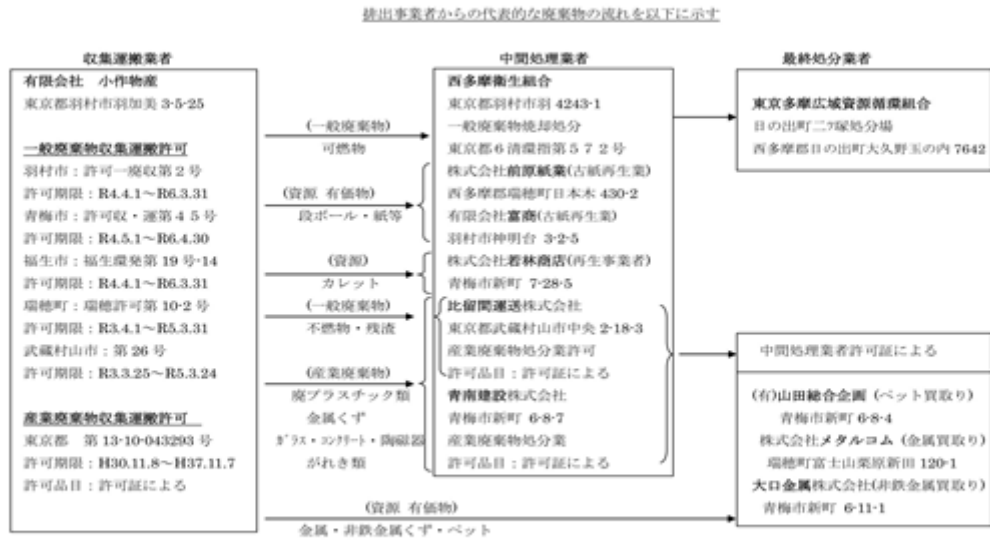 排出事業者からの代表的な廃棄物の流れを以下に示す
収集運搬業者
有限会社 小作物産
東京都羽村市羽加美 3-5-25
一般廃棄物収集運搬許可
羽村市：許可一廃収第２号
許可期限：R4.4.1～R6.3.31
青梅市：許可収・運第４５号
許可期限：R4.5.1～R6.4.30
福生市：福生環発第 19 号-14
許可期限：R4.4.1～R6.3.31
瑞穂町：瑞穂許可第 10-2 号
許可期限：R3.4.1～R5.3.31
武蔵村山市：第 26 号
許可期限：R3.3.25～R5.3.24
産業廃棄物収集運搬許可
東京都 第 13-10-043293 号
許可期限：H30.11.8～H37.11.7
許可品目：許可証による
(一般廃棄物)
可燃物
(資源 有価物)
段ボール・紙等
(資源)
カレット
(一般廃棄物)
不燃物・残渣
(産業廃棄物)
廃プラスチック類
金属くず
ｶﾞﾗｽ・ｺﾝｸﾘｰﾄ・陶磁器
がれき類
(資源 有価物)
金属・非鉄金属くず・ペット
中間処理業者
西多摩衛生組合
東京都羽村市羽 4243-1
一般廃棄物焼却処分
東京都６清環指第５７２号
株式会社前原紙業(古紙再生業)
西多摩郡瑞穂町日本木 430-2
有限会社富商(古紙再生業)
羽村市神明台 3-2-5
株式会社若林商店(再生事業者)
青梅市新町 7-28-5
比留間運送株式会社
東京都武蔵村山市中央 2-18-3
産業廃棄物処分業許可
許可品目：許可証による
青南建設株式会社
青梅市新町 6-8-7
産業廃棄物処分業
許可品目：許可証による
最終処分業者
東京多摩広域資源循環組合
日の出町二ﾂ塚処分場
西多摩郡日の出町大久野玉の内 7642
中間処理業者許可証による
(有)山田総合企画 (ペット買取り)
青梅市新町 6-8-4
株式会社メタルコム (金属買取り)
瑞穂町富士山栗原新田 120-1
大口金属株式会社(非鉄金属買取り)
青梅市新町 6-11-1